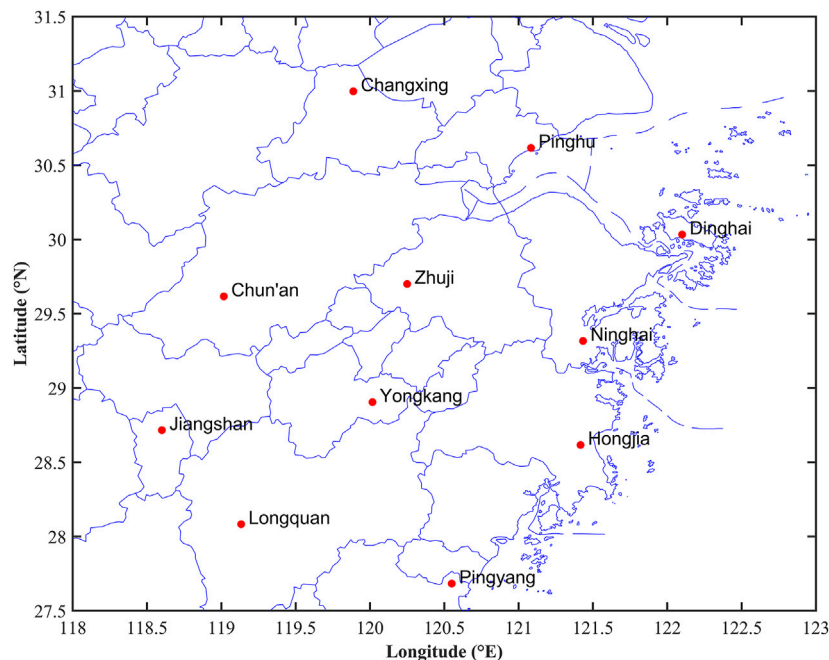 31.5
31
30.5
30
29.5
29
28.5
28
27.5
Latitude (°N)
Changxing
Pinghu
Dinghai
Zhuji
Chun'an
Ninghai
Yongkang
Jiangshan
Hongjia
Longquan
Pingyang
118
118.5
119
119.5
120
120.5
121
121.5
122
122.5
123
Longitude (°E)